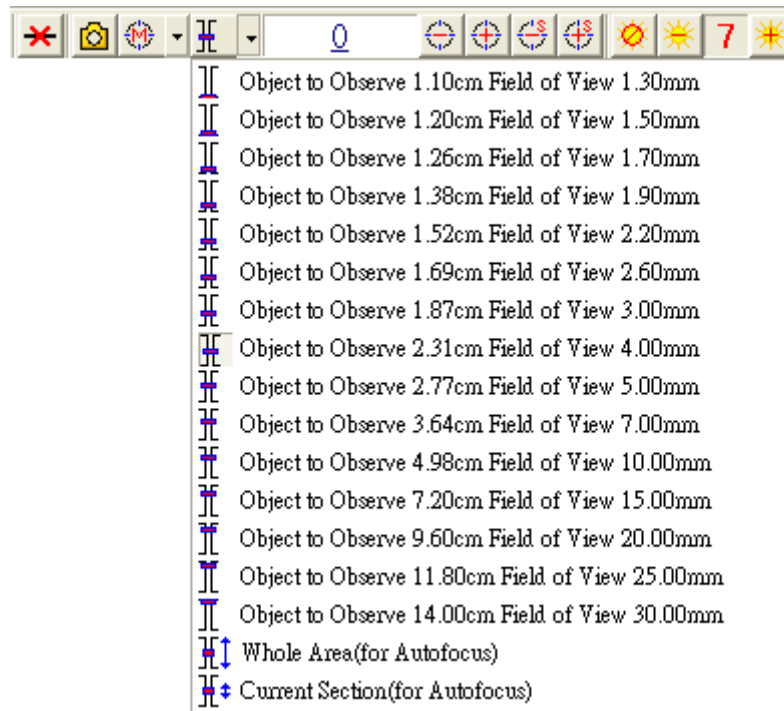 M 0 S S 7
Object to Observe 1.10cm Field of View 1.30mm
Object to Observe 1.20cm Field of View 1.50mm
Object to Observe 1.26cm Field of View 1.70mm
Object to Observe 1.38cm Field of View 1.90mm
Object to Observe 1.52cm Field of View 2.20mm
Object to Observe 1.69cm Field of View 2.60mm
Object to Observe 1.87cm Field of View 3.00mm
Object to Observe 2.31cm Field of View 4.00mm
Object to Observe 2.77cm Field of View 5.00mm
Object to Observe 3.64cm Field of View 7.00mm
Object to Observe 4.98cm Field of View 10.00mm
Object to Observe 7.20cm Field of View 15.00mm
Object to Observe 9.60cm Field of View 20.00mm
Object to Observe 11.80cm Field of View 25.00mm
Object to Observe 14.00cm Field of View 30.00mm
Whole Area(for Autofocus)
Current Section(for Autofocus)